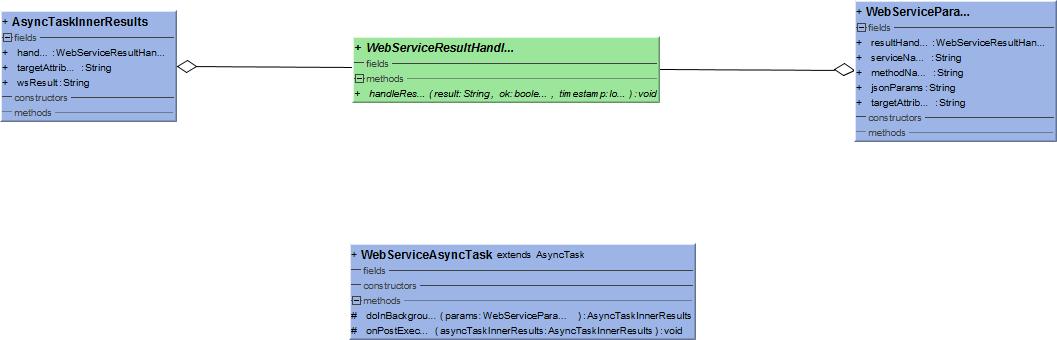 + AsyncTaskInnerResults
fields
+ hand... : WebServiceResultHan...
+ targetAttrib... : String
+ wsResult : String
constructors
methods
+ WebServiceResultHandl...
fields
methods
+ handleRes... ( result: String , ok: boole... , timestamp: lo... ) : void
+ WebServicePara...
fields
+ resultHand... : WebServiceResultHan...
+ serviceNa... : String
+ methodNa... : String
+ jsonParams : String
+ targetAttrib... : String
constructors
methods
+ WebServiceAsyncTask extends AsyncTask
fields
constructors
methods
# doInBackgrou... ( params: WebServicePara... ) : AsyncTaskInnerResults
# onPostExec... ( asyncTaskInnerResults: AsyncTaskInnerResults ) : void